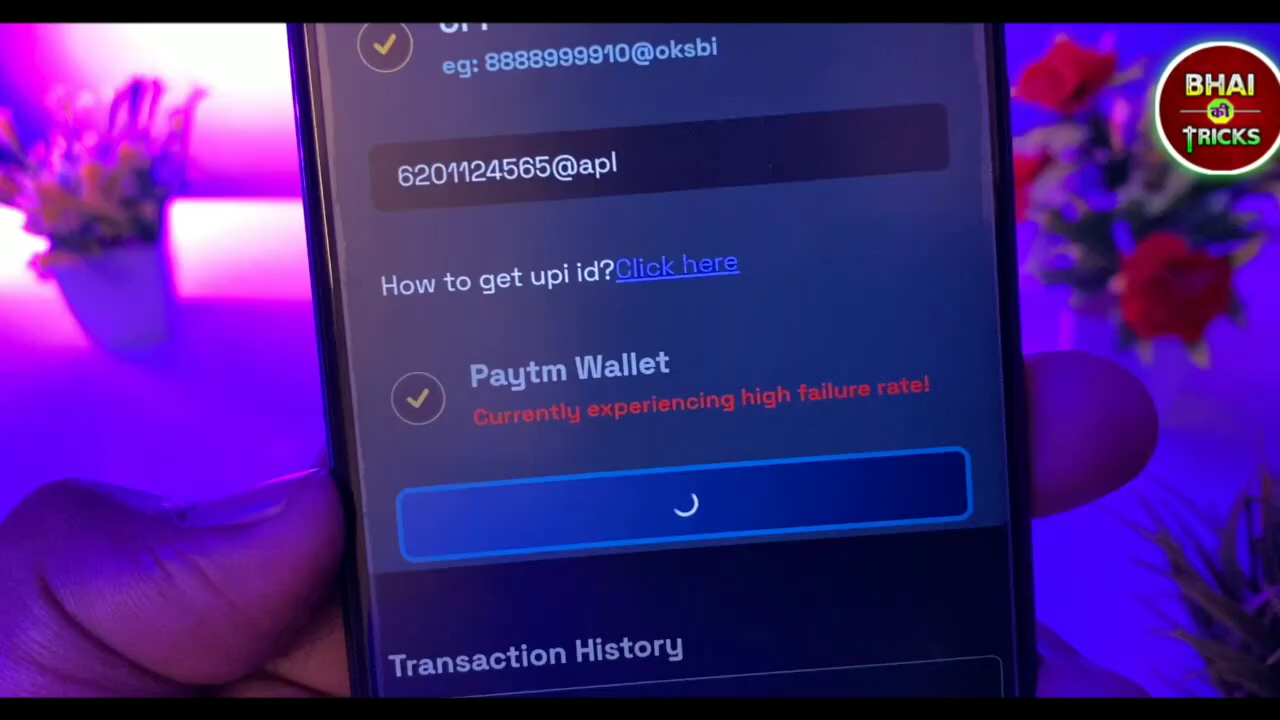 eg: 8888999910@oksbi
6201124565@apl
How to get upi id?Click here
Paytm Wallet
Currently experiencing high failure rate!
Transaction History
BHAI
की
TRICKS